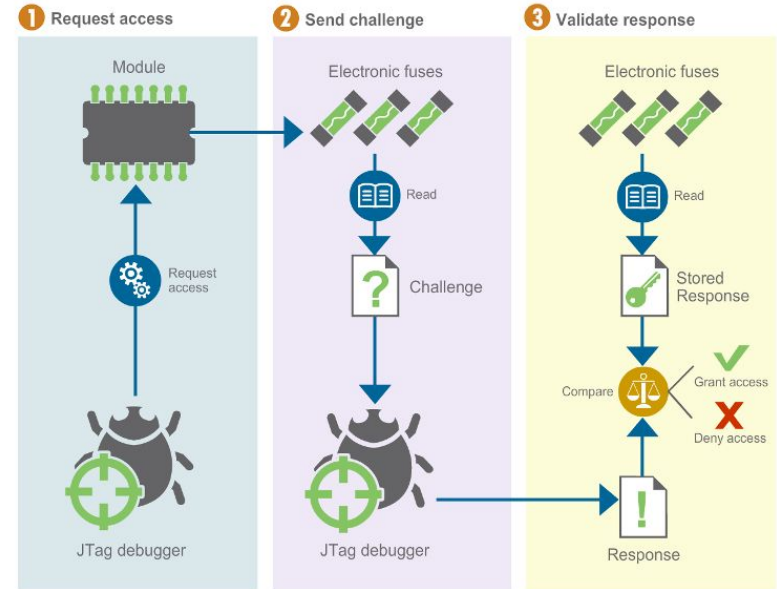 1 Request access
Module
Request
access
JTag debugger
2 Send challenge
Electronic fuses
Read
?
Challenge
JTag debugger
3 Validate response
Electronic fuses
Read
Stored
Response
Compare
Grant access
Deny access
!
Response